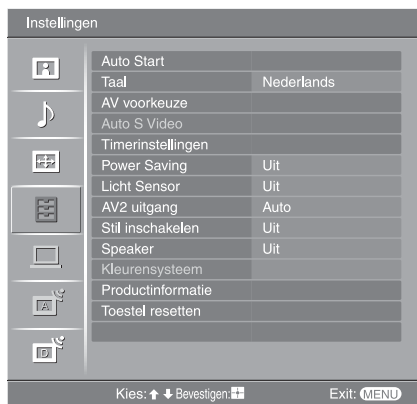 Instellingen
Auto Start
Taal Nederlands
AV voorkeuze
Auto S Video
Timerinstellingen
Power Saving Uit
Licht Sensor Uit
AV2 uitgang Auto
Stil inschakelen Uit
Speaker Uit
Kleurensysteem
Productinformatie
Toestel resetten
A
D
Kies: Bevestigen: Exit: MENU